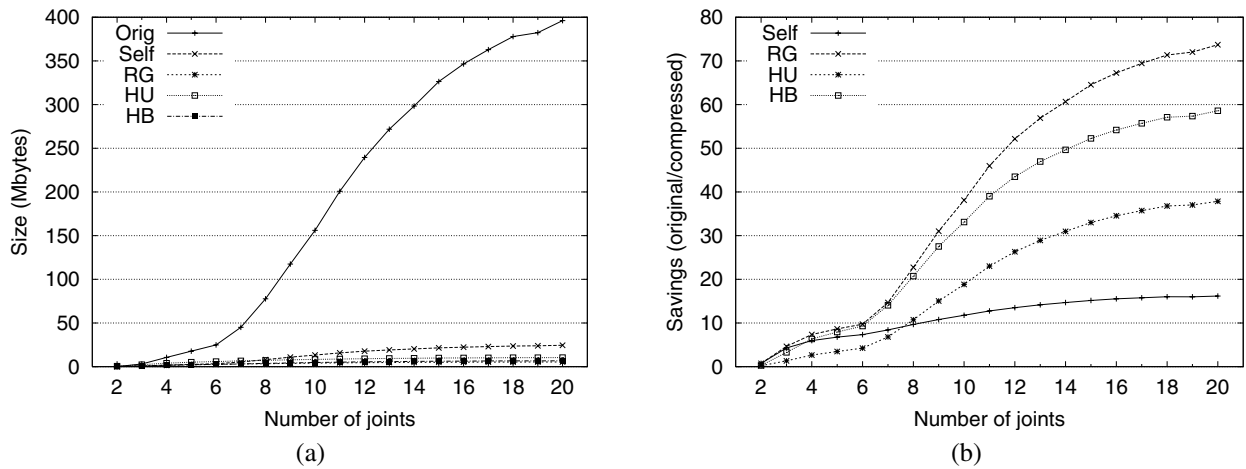 400
350
300
250
200
150
100
50
0
Size (Mbytes)
Orig
Self
RG
HU
HB
2 4 6 8 10 12 14 16 18 20
Number of joints
(a)
80
70
60
50
40
30
20
10
0
Savings (original/compressed)
Self
RG
HU
HB
2 4 6 8 10 12 14 16 18 20
Number of joints
(b)